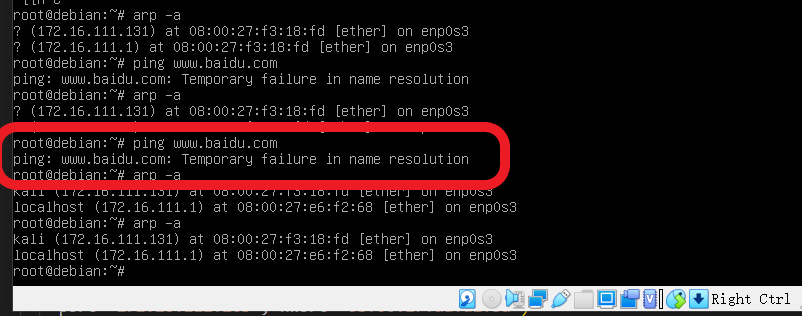 root@debian:~# arp -a
? (172.16.111.131) at 08:00:27:f3:18:fd [ether] on enp0s3
? (172.16.111.1) at 08:00:27:f3:18:fd [ether] on enp0s3
root@debian:~# ping www.baidu.com
ping: www.baidu.com: Temporary failure in name resolution
root@debian:~# arp -a
? (172.16.111.131) at 08:00:27:f3:18:fd [ether] on enp0s3
root@debian:~# ping www.baidu.com
ping: www.baidu.com: Temporary failure in name resolution
root@debian:~# arp -a
kali (172.16.111.131) at 08:00:27:f3:18:fd [ether] on enp0s3
localhost (172.16.111.1) at 08:00:27:e6:f2:68 [ether] on enp0s3
root@debian:~# arp -a
kali (172.16.111.131) at 08:00:27:f3:18:fd [ether] on enp0s3
localhost (172.16.111.1) at 08:00:27:e6:f2:68 [ether] on enp0s3
root@debian:~#
Right Ctrl